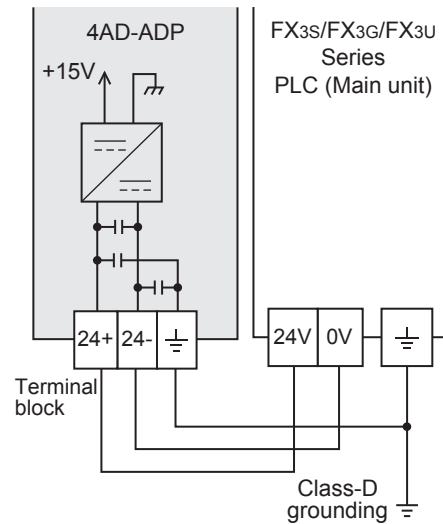 4AD-ADP
+15V
24+ 24-
Terminal
block
FX3S/FX3G/FX3U
Series
PLC (Main unit)
24V 0V
Class-D
grounding